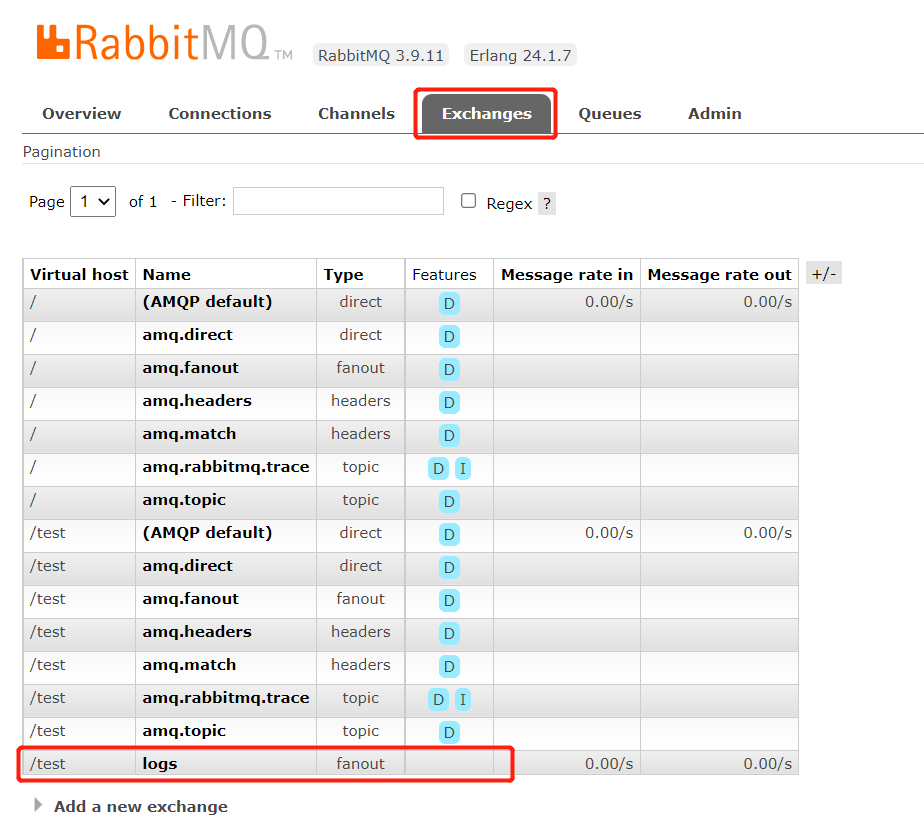 RabbitMQ TM RabbitMQ 3.9.11 Erlang 24.1.7
Overview Connections Channels Exchanges Queues Admin
Pagination
Page 1 of 1 - Filter: Regex ?
Virtual host Name Type Features Message rate in Message rate out +/-
/ (AMQP default) direct D 0.00/s 0.00/s
/ amq.direct direct D
/ amq.fanout fanout D
/ amq.headers headers D
/ amq.match headers D
/ amq.rabbitmq.trace topic D I
/ amq.topic topic D
/test (AMQP default) direct D 0.00/s 0.00/s
/test amq.direct direct D
/test amq.fanout fanout D
/test amq.headers headers D
/test amq.match headers D
/test amq.rabbitmq.trace topic D I
/test amq.topic topic D
/test logs fanout 0.00/s 0.00/s
Add a new exchange